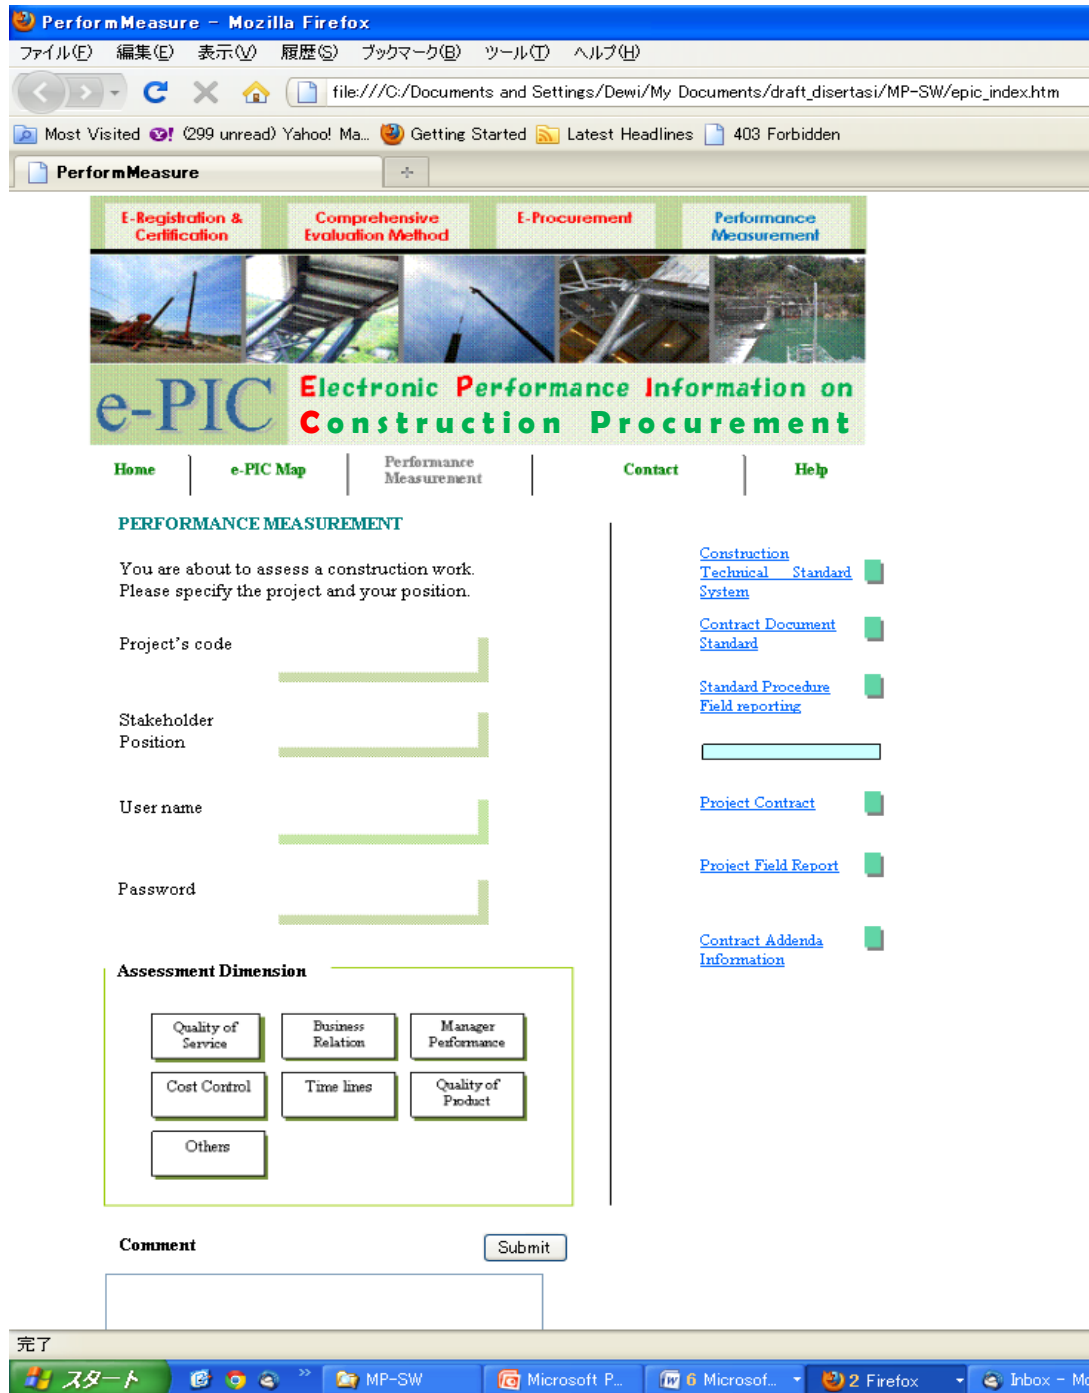 PerformMeasure - Mozilla Firefox
ファイル(F) 編集(E) 表示(V) 履歴(S) ブックマーク(B) ツール(T) ヘルプ(H)
file:///C:/Documents and Settings/Dewi/My Documents/draft_disertasi/MP-SW/epic_index.htm
Most Visited (299 unread) Yahoo! Ma... Getting Started Latest Headlines 403 Forbidden
PerformMeasure
E-Registration &
Certification
Comprehensive
Evaluation Method
E-Procurement
Performance
Measurement
e-PIC
Electronic Performance Information on
Construction Procurement
Home
e-PIC Map
Performance
Measurement
Contact
Help
PERFORMANCE MEASUREMENT
You are about to assess a construction work.
Please specify the project and your position.
Project's code
Stakeholder
Position
User name
Password
Assessment Dimension
Quality of
Service
Business
Relation
Manager
Performance
Cost Control
Time lines
Quality of
Product
Others
Comment
Submit
Construction
Technical Standard
System
Contract Document
Standard
Standard Procedure
Field reporting
Project Contract
Project Field Report
Contract Addenda
Information
完了
スタート
MP-SW
Microsoft P...
6 Microsof...
2 Firefox
Inbox - Mo